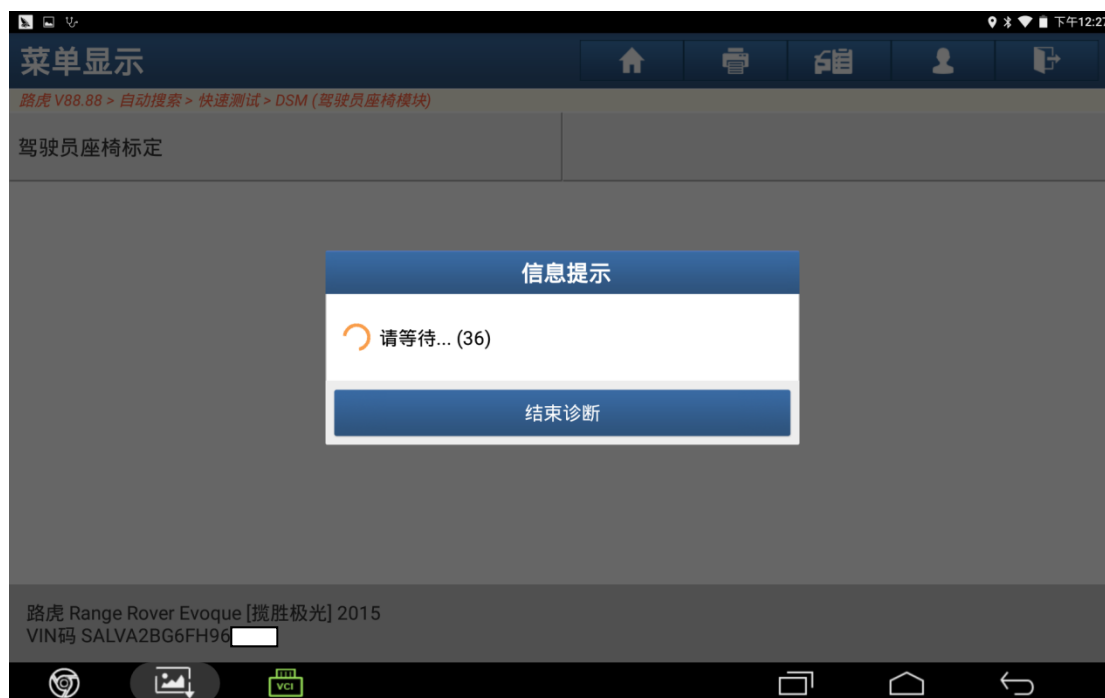 下午12:27
菜单显示
路虎 V88.88 > 自动搜索 > 快速测试 > DSM (驾驶员座椅模块)
驾驶员座椅标定
信息提示
请等待... (36)
结束诊断
路虎 Range Rover Evoque [揽胜极光] 2015
VIN码 SALVA2BG6FH96
VCI